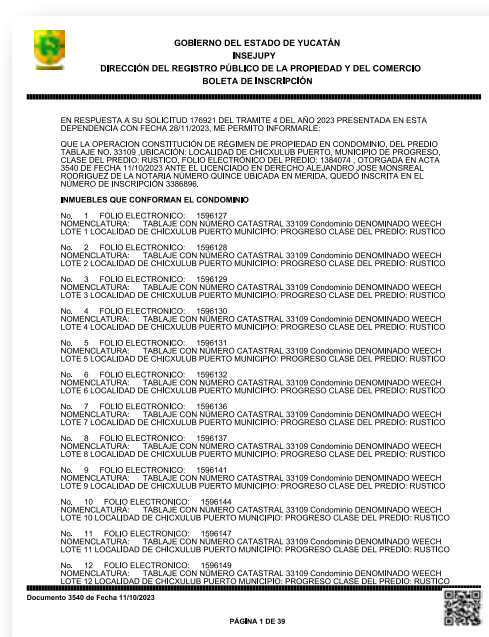 GOBIERNO DEL ESTADO DE YUCATÁN
INSEJUPY
DIRECCIÓN DEL REGISTRO PÚBLICO DE LA PROPIEDAD Y DEL COMERCIO
BOLETA DE INSCRIPCIÓN
EN RESPUESTA A SU SOLICITUD 176921 DEL TRAMITE 4 DEL AÑO 2023 PRESENTADA EN ESTA
DEPENDENCIA CON FECHA 28/11/2023, ME PERMITO INFORMARLE:
QUE LA OPERACION CONSTITUCIÓN DE RÉGIMEN DE PROPIEDAD EN CONDOMINIO, DEL PREDIO
TABLAJE NO. 33109 ,UBICACIÓN: LOCALIDAD DE CHICXULUB PUERTO, MUNICIPIO DE PROGRESO,
CLASE DEL PREDIO: RUSTICO, FOLIO ELECTRÓNICO DEL PREDIO: 1384074 , OTORGADA EN ACTA
3540 DE FECHA 11/10/2023 ANTE EL LICENCIADO EN DERECHO ALEJANDRO JOSE MONSREAL
RODRIGUEZ DE LA NOTARIA NÚMERO QUINCE UBICADA EN MERIDA, QUEDÓ INSCRITA EN EL
NÚMERO DE INSCRIPCIÓN 3386896.
INMUEBLES QUE CONFORMAN EL CONDOMINIO
No. 1 FOLIO ELECTRONICO: 1596127
NOMENCLATURA: TABLAJE CON NÚMERO CATASTRAL 33109 Condominio DENOMINADO WEECH
LOTE 1 LOCALIDAD DE CHICXULUB PUERTO MUNICIPIO: PROGRESO CLASE DEL PREDIO: RUSTICO
No. 2 FOLIO ELECTRONICO: 1596128
NOMENCLATURA: TABLAJE CON NÚMERO CATASTRAL 33109 Condominio DENOMINADO WEECH
LOTE 2 LOCALIDAD DE CHICXULUB PUERTO MUNICIPIO: PROGRESO CLASE DEL PREDIO: RUSTICO
No. 3 FOLIO ELECTRONICO: 1596129
NOMENCLATURA: TABLAJE CON NÚMERO CATASTRAL 33109 Condominio DENOMINADO WEECH
LOTE 3 LOCALIDAD DE CHICXULUB PUERTO MUNICIPIO: PROGRESO CLASE DEL PREDIO: RUSTICO
No. 4 FOLIO ELECTRONICO: 1596130
NOMENCLATURA: TABLAJE CON NÚMERO CATASTRAL 33109 Condominio DENOMINADO WEECH
LOTE 4 LOCALIDAD DE CHICXULUB PUERTO MUNICIPIO: PROGRESO CLASE DEL PREDIO: RUSTICO
No. 5 FOLIO ELECTRONICO: 1596131
NOMENCLATURA: TABLAJE CON NÚMERO CATASTRAL 33109 Condominio DENOMINADO WEECH
LOTE 5 LOCALIDAD DE CHICXULUB PUERTO MUNICIPIO: PROGRESO CLASE DEL PREDIO: RUSTICO
No. 6 FOLIO ELECTRONICO: 1596132
NOMENCLATURA: TABLAJE CON NÚMERO CATASTRAL 33109 Condominio DENOMINADO WEECH
LOTE 6 LOCALIDAD DE CHICXULUB PUERTO MUNICIPIO: PROGRESO CLASE DEL PREDIO: RUSTICO
No. 7 FOLIO ELECTRONICO: 1596136
NOMENCLATURA: TABLAJE CON NÚMERO CATASTRAL 33109 Condominio DENOMINADO WEECH
LOTE 7 LOCALIDAD DE CHICXULUB PUERTO MUNICIPIO: PROGRESO CLASE DEL PREDIO: RUSTICO
No. 8 FOLIO ELECTRONICO: 1596137
NOMENCLATURA: TABLAJE CON NÚMERO CATASTRAL 33109 Condominio DENOMINADO WEECH
LOTE 8 LOCALIDAD DE CHICXULUB PUERTO MUNICIPIO: PROGRESO CLASE DEL PREDIO: RUSTICO
No. 9 FOLIO ELECTRONICO: 1596141
NOMENCLATURA: TABLAJE CON NÚMERO CATASTRAL 33109 Condominio DENOMINADO WEECH
LOTE 9 LOCALIDAD DE CHICXULUB PUERTO MUNICIPIO: PROGRESO CLASE DEL PREDIO: RUSTICO
No. 10 FOLIO ELECTRONICO: 1596144
NOMENCLATURA: TABLAJE CON NÚMERO CATASTRAL 33109 Condominio DENOMINADO WEECH
LOTE 10 LOCALIDAD DE CHICXULUB PUERTO MUNICIPIO: PROGRESO CLASE DEL PREDIO: RUSTICO
No. 11 FOLIO ELECTRONICO: 1596147
NOMENCLATURA: TABLAJE CON NÚMERO CATASTRAL 33109 Condominio DENOMINADO WEECH
LOTE 11 LOCALIDAD DE CHICXULUB PUERTO MUNICIPIO: PROGRESO CLASE DEL PREDIO: RUSTICO
No. 12 FOLIO ELECTRONICO: 1596149
NOMENCLATURA: TABLAJE CON NÚMERO CATASTRAL 33109 Condominio DENOMINADO WEECH
LOTE 12 LOCALIDAD DE CHICXULUB PUERTO MUNICIPIO: PROGRESO CLASE DEL PREDIO: RUSTICO
Documento 3540 de Fecha 11/10/2023
PÁGINA 1 DE 39